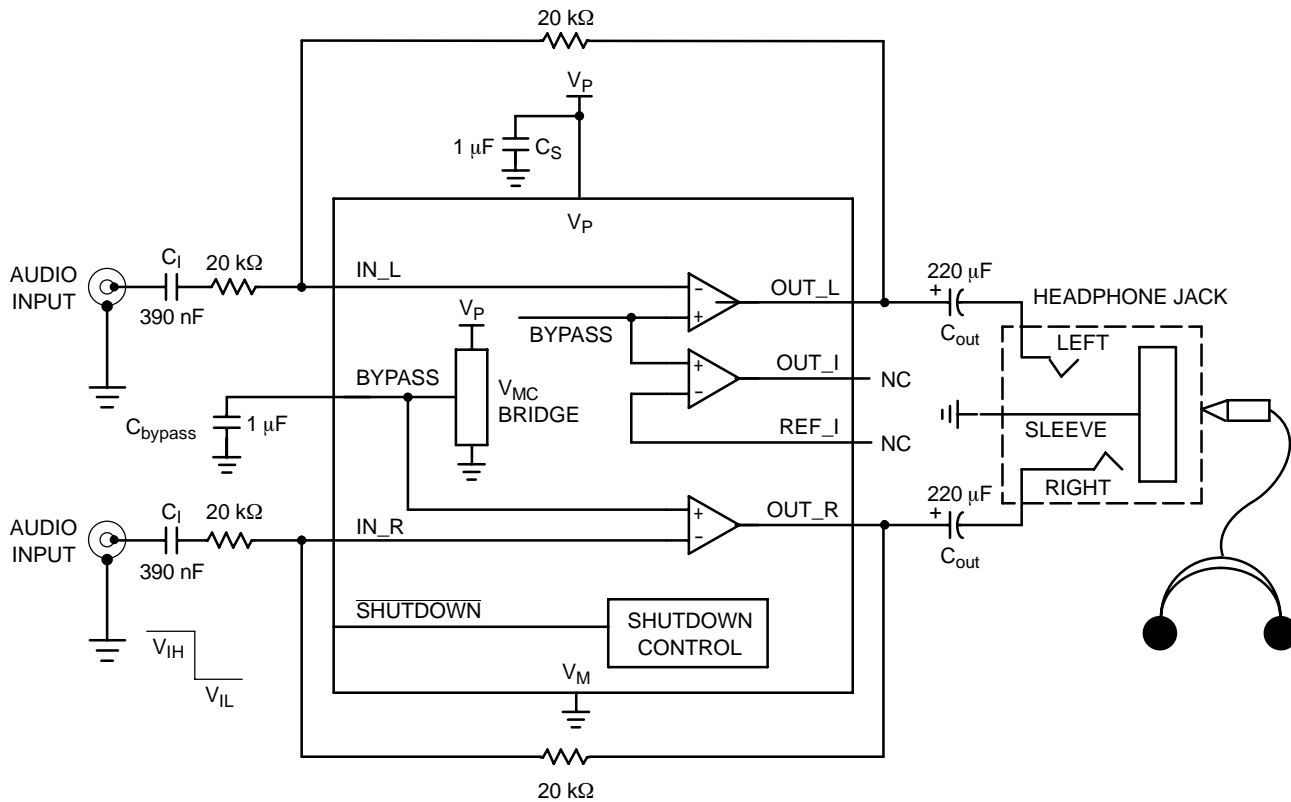 20 kΩ
V_P
1 μF
C_S
V_P
AUDIO
INPUT
C_I
20 kΩ
390 nF
IN_L
OUT_L
220 μF
+
C_out
HEADPHONE JACK
V_P
BYPASS
LEFT
BYPASS
V_MC
BRIDGE
OUT_I
NC
C_bypass
1 μF
REF_I
NC
SLEEVE
RIGHT
AUDIO
INPUT
C_I
20 kΩ
390 nF
IN_R
OUT_R
220 μF
+
C_out
SHUTDOWN
SHUTDOWN
CONTROL
V_IH
V_IL
V_M
20 kΩ
- +
+ -
+ -